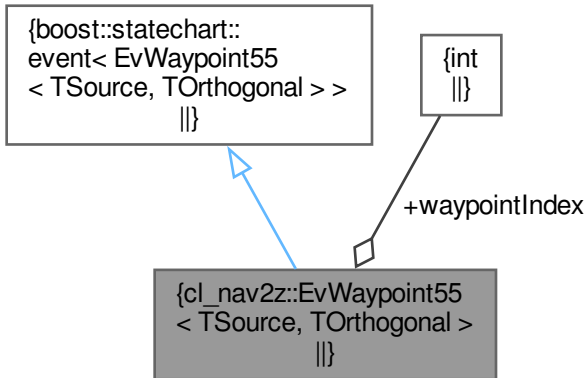 {boost::statechart::
event< EvWaypoint55
< TSource, TOrthogonal > >
||}
{int
||}
+waypointIndex
{cl_nav2z::EvWaypoint55
< TSource, TOrthogonal >
||}